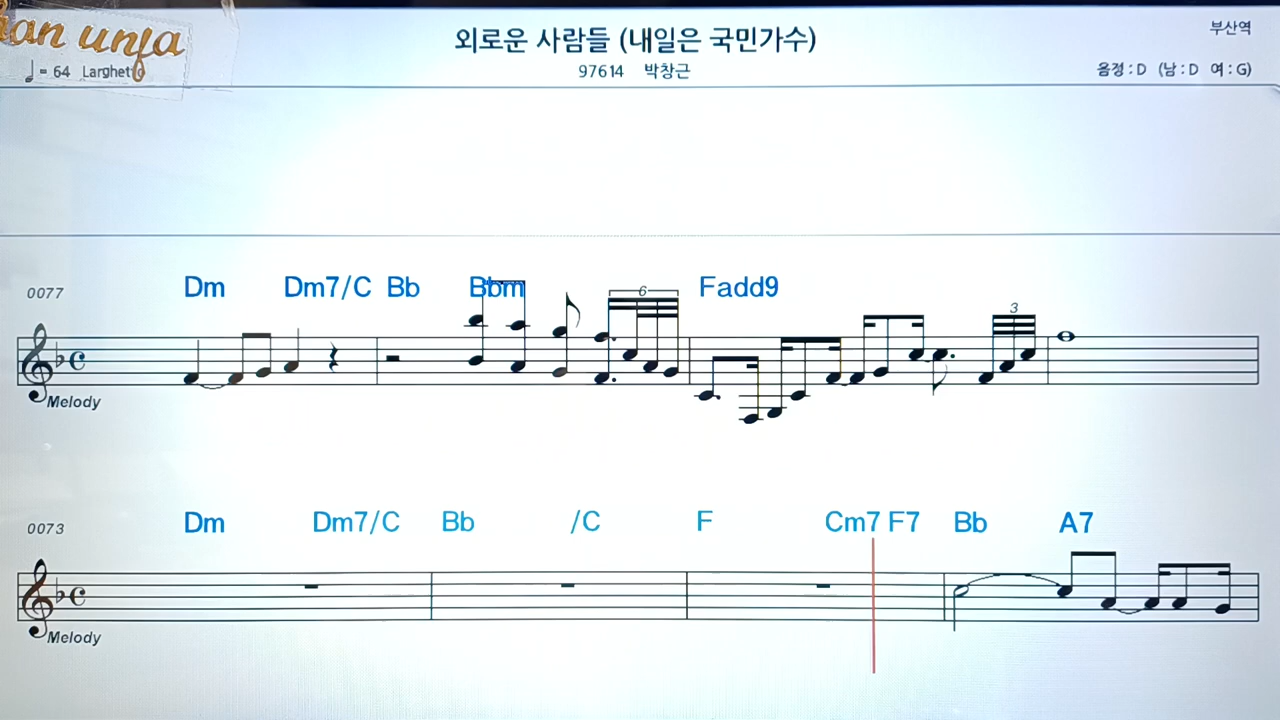 an unja
외로운 사람들 (내일은 국민가수)
부산역
♩= 64 Larghetto
97614 박창근
음정 : D (남 : D 여 : G)
0077 Dm Dm7/C Bb Bbm 6 Fadd9 3
Melody
0073 Dm Dm7/C Bb /C F Cm7 F7 Bb A7
Melody